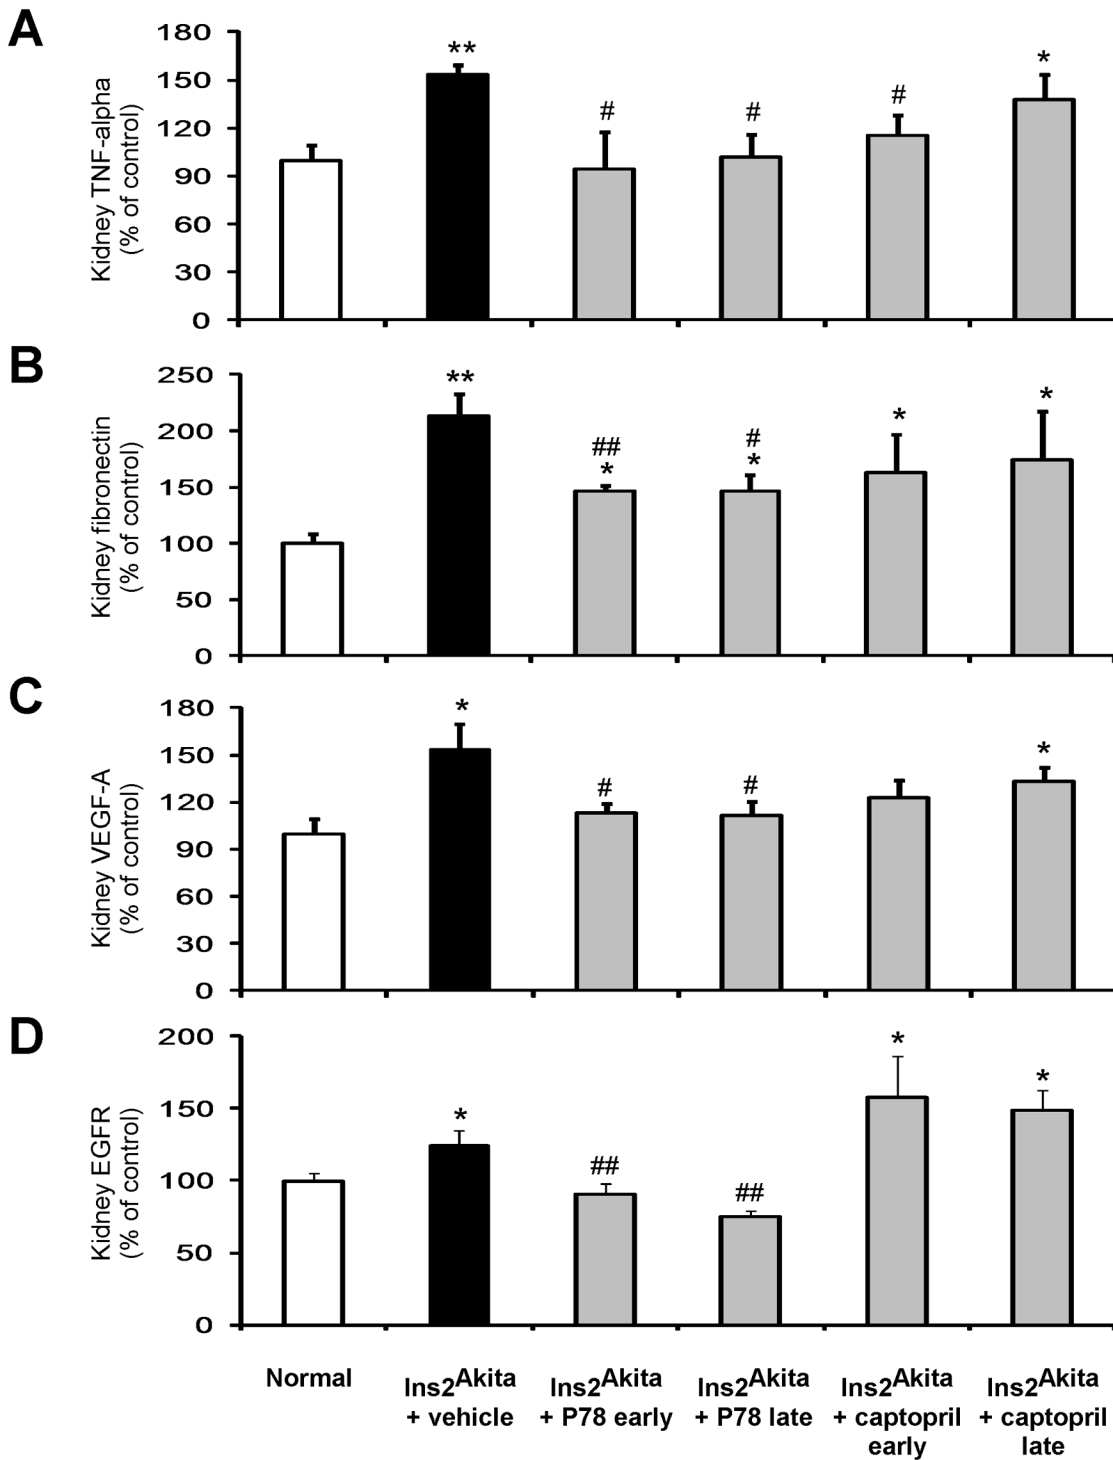 A
Kidney TNF-alpha
(% of control)
180
150
120
90
60
30
0
**
#
#
#
*
B
Kidney fibronectin
(% of control)
250
200
150
100
50
0
**
##
*
#
*
*
*
C
Kidney VEGF-A
(% of control)
180
150
120
90
60
30
0
*
#
#
*
D
Kidney EGFR
(% of control)
200
150
100
50
0
*
##
##
*
*
Normal
Ins2Akita
+ vehicle
Ins2Akita
+ P78 early
Ins2Akita
+ P78 late
Ins2Akita
+ captopril
early
Ins2Akita
+ captopril
late